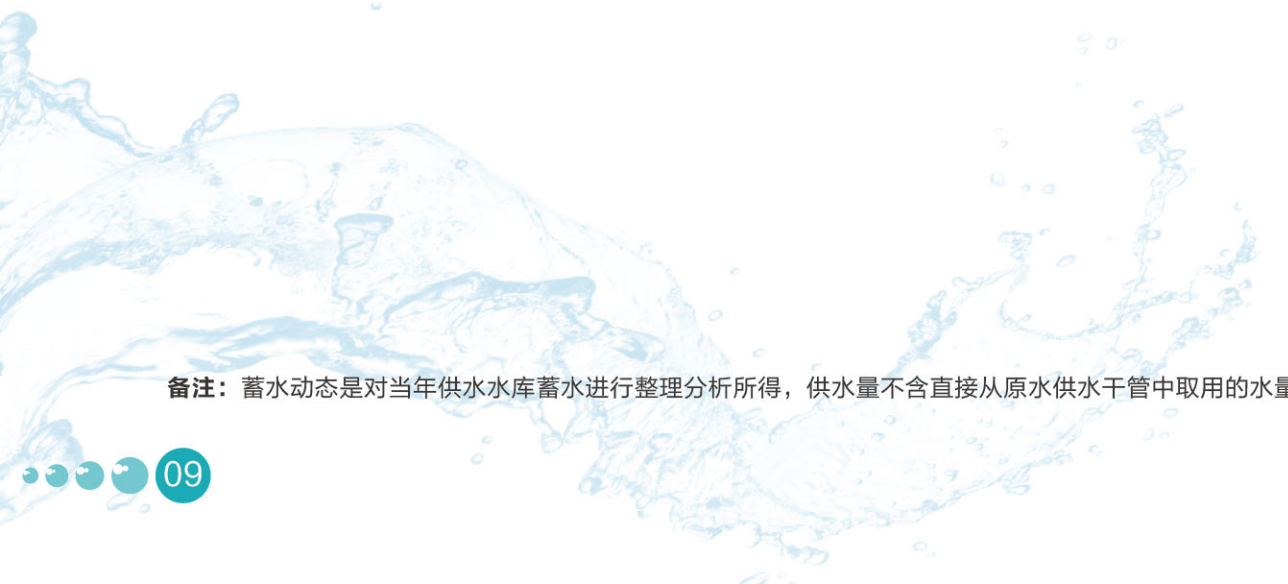 备注：蓄水动态是对当年供水水库蓄水进行整理分析所得，供水量不含直接从原水供水干管中取用的水量
09